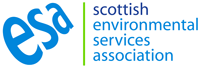 esa
scottish
environmental
services
association